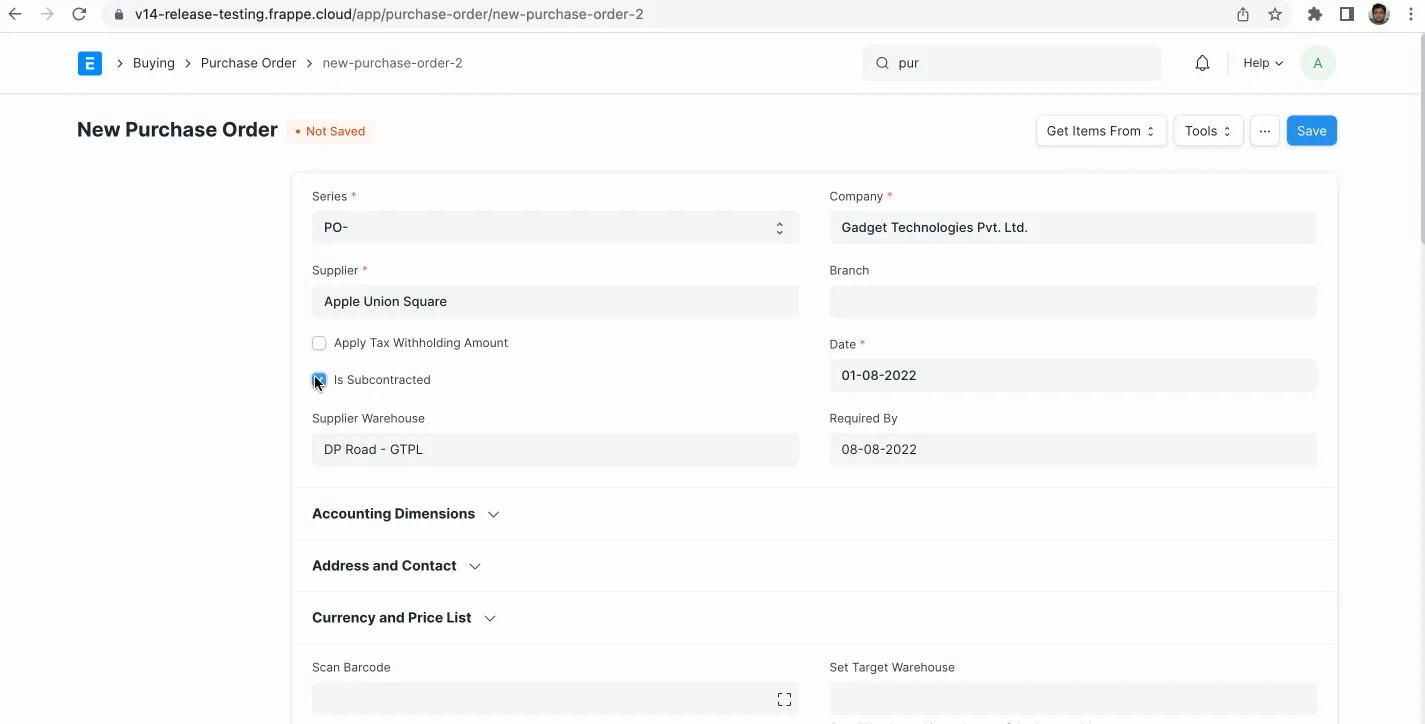 v14-release-testing.frappe.cloud/app/purchase-order/new-purchase-order-2
E > Buying > Purchase Order > new-purchase-order-2
pur
Help
A
New Purchase Order
• Not Saved
Get Items From
Tools
...
Save
Series *
PO-
Company *
Gadget Technologies Pvt. Ltd.
Supplier *
Apple Union Square
Branch
Apply Tax Withholding Amount
Date *
01-08-2022
Is Subcontracted
Supplier Warehouse
DP Road - GTPL
Required By
08-08-2022
Accounting Dimensions
Address and Contact
Currency and Price List
Scan Barcode
Set Target Warehouse